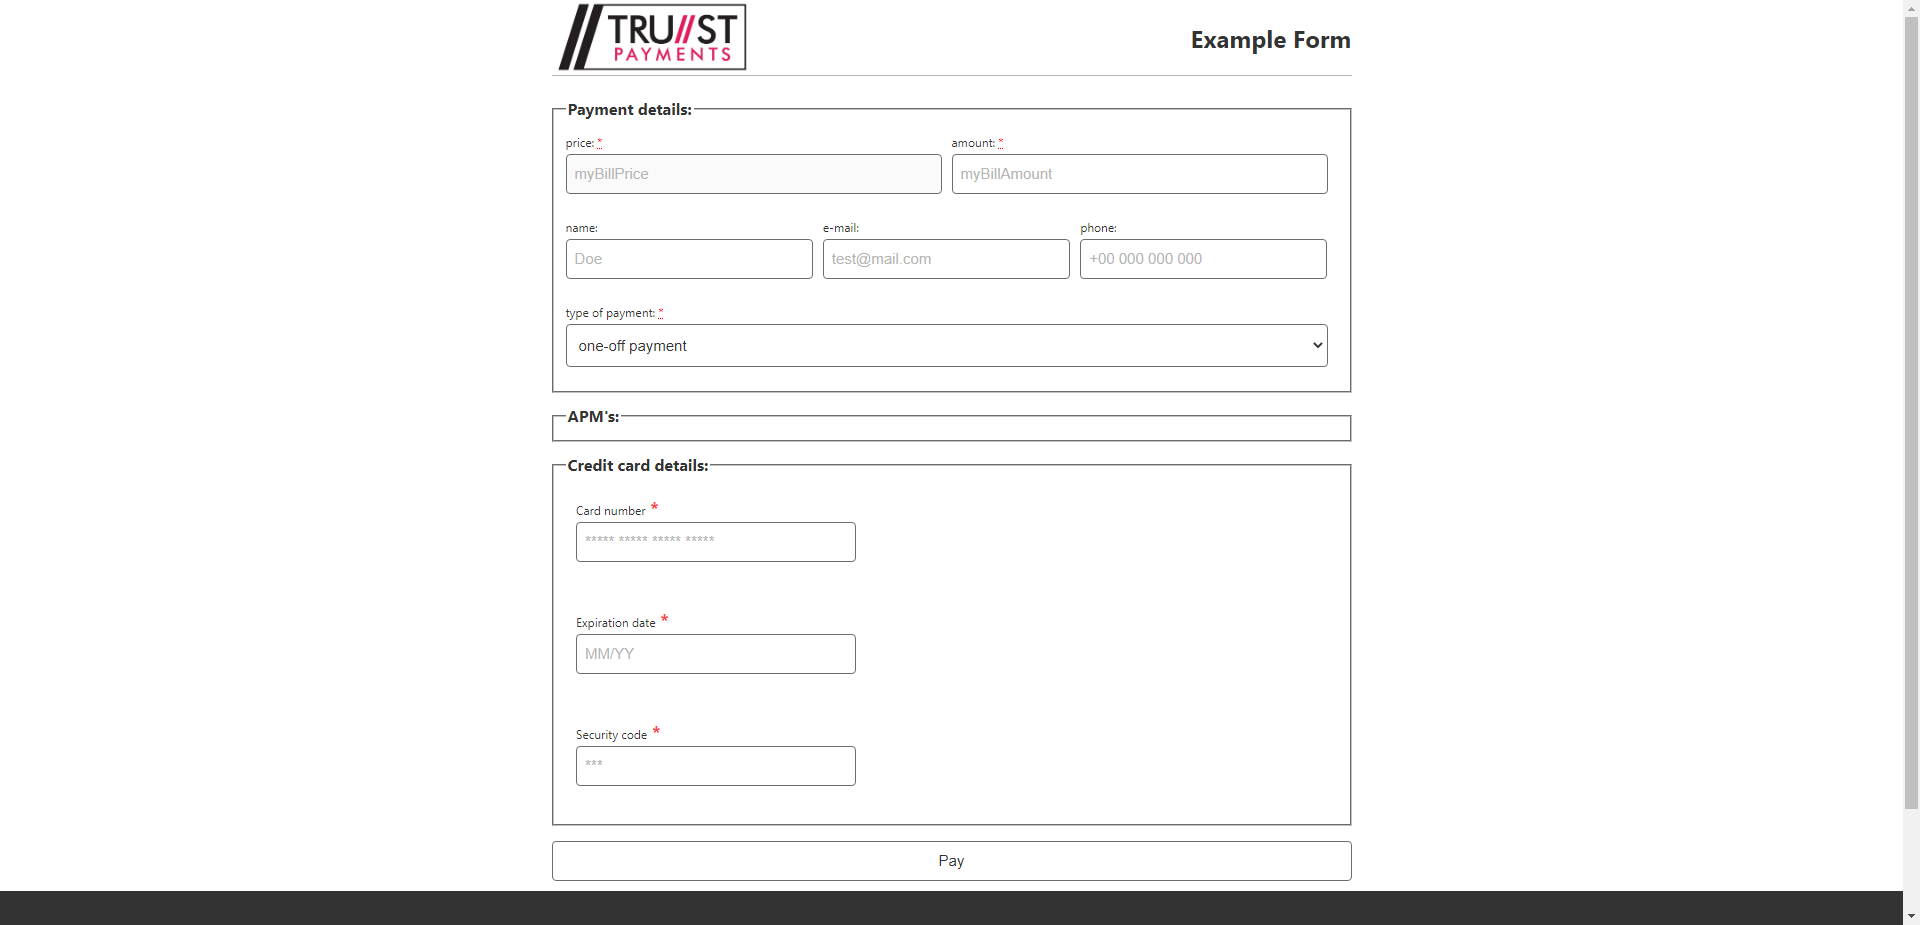 TRU//ST
PAYMENTS
Example Form
Payment details:
price: *
amount: *
myBillPrice
myBillAmount
name:
e-mail:
phone:
Doe
test@mail.com
+00 000 000 000
type of payment: *
one-off payment
APM's:
Credit card details:
Card number *
***** ***** ***** *****
Expiration date *
MM/YY
Security code *
***
Pay